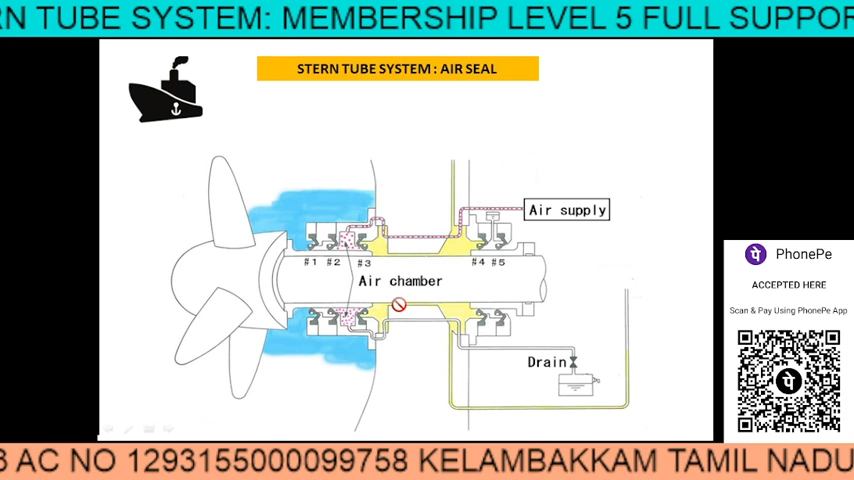 RN TUBE SYSTEM: MEMBERSHIP LEVEL 5 FULL SUPPOR
STERN TUBE SYSTEM : AIR SEAL
Air supply
#1 #2 #3 #4 #5
Air chamber
Drain
PhonePe
ACCEPTED HERE
Scan & Pay Using PhonePe App
3 AC NO 1293155000099758 KELAMBAKKAM TAMIL NADU